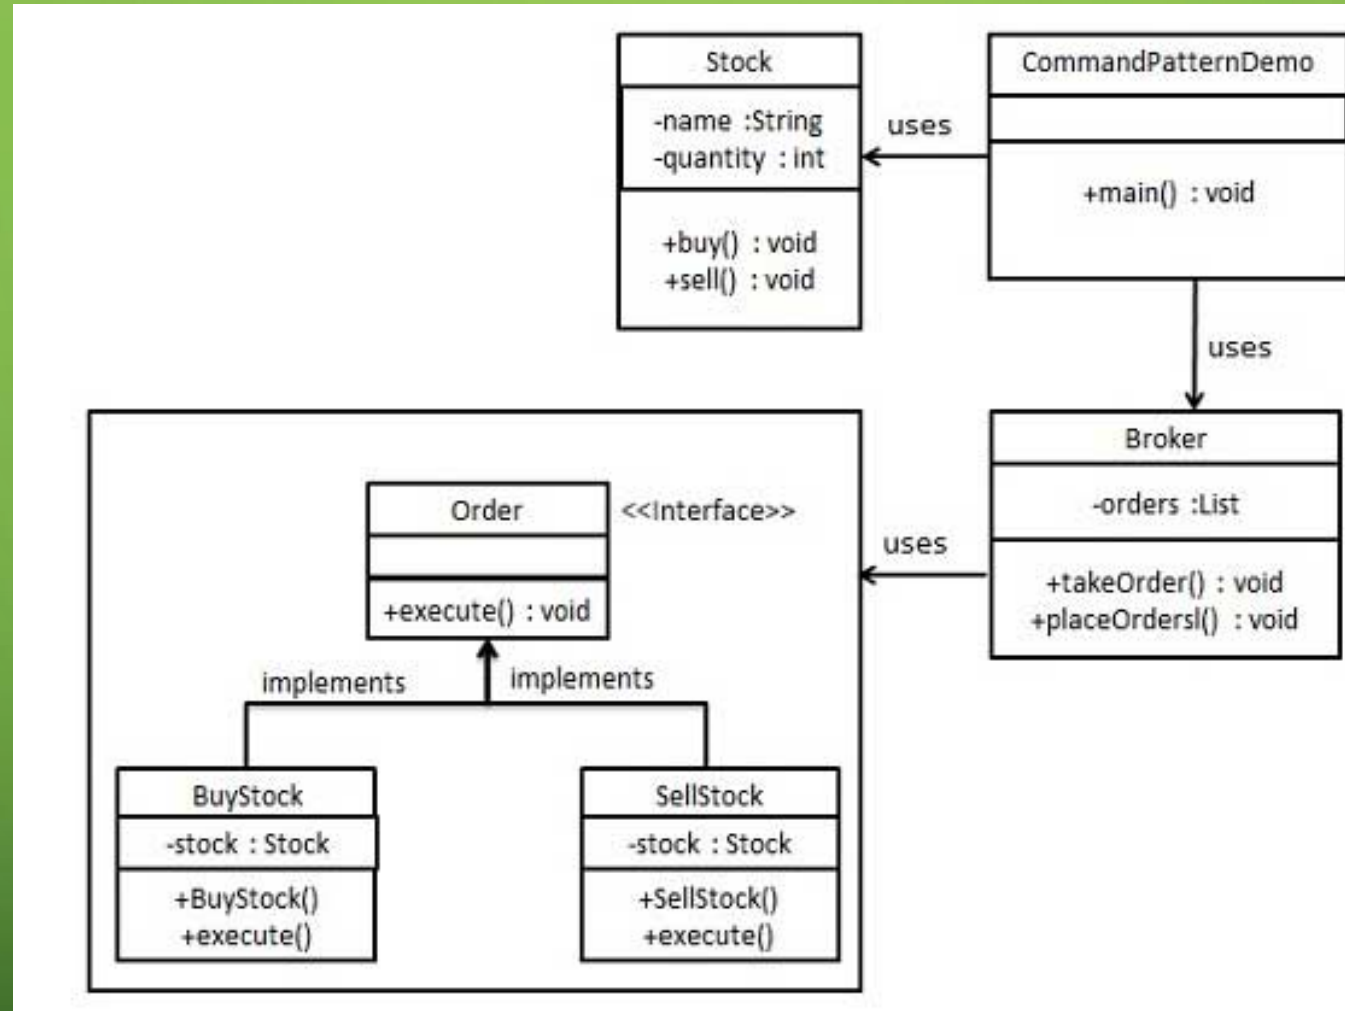 Stock
-name :String
-quantity : int
+buy() : void
+sell() : void
uses
CommandPatternDemo
+main() : void
uses
Broker
-orders :List
+takeOrder() : void
+placeOrdersl() : void
uses
Order
<<Interface>>
+execute() : void
implements
implements
BuyStock
-stock : Stock
+BuyStock()
+execute()
SellStock
-stock : Stock
+SellStock()
+execute()